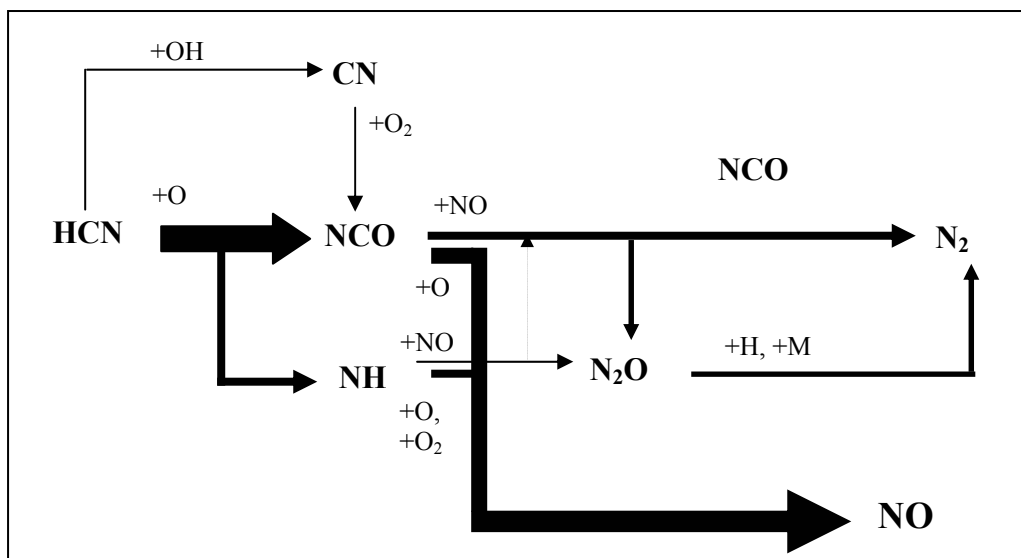 +OH
CN
+O₂
NCO
+O
+NO
HCN
NCO
N₂
+O
+NO
+H, +M
NH
N₂O
+O,
+O₂
NO